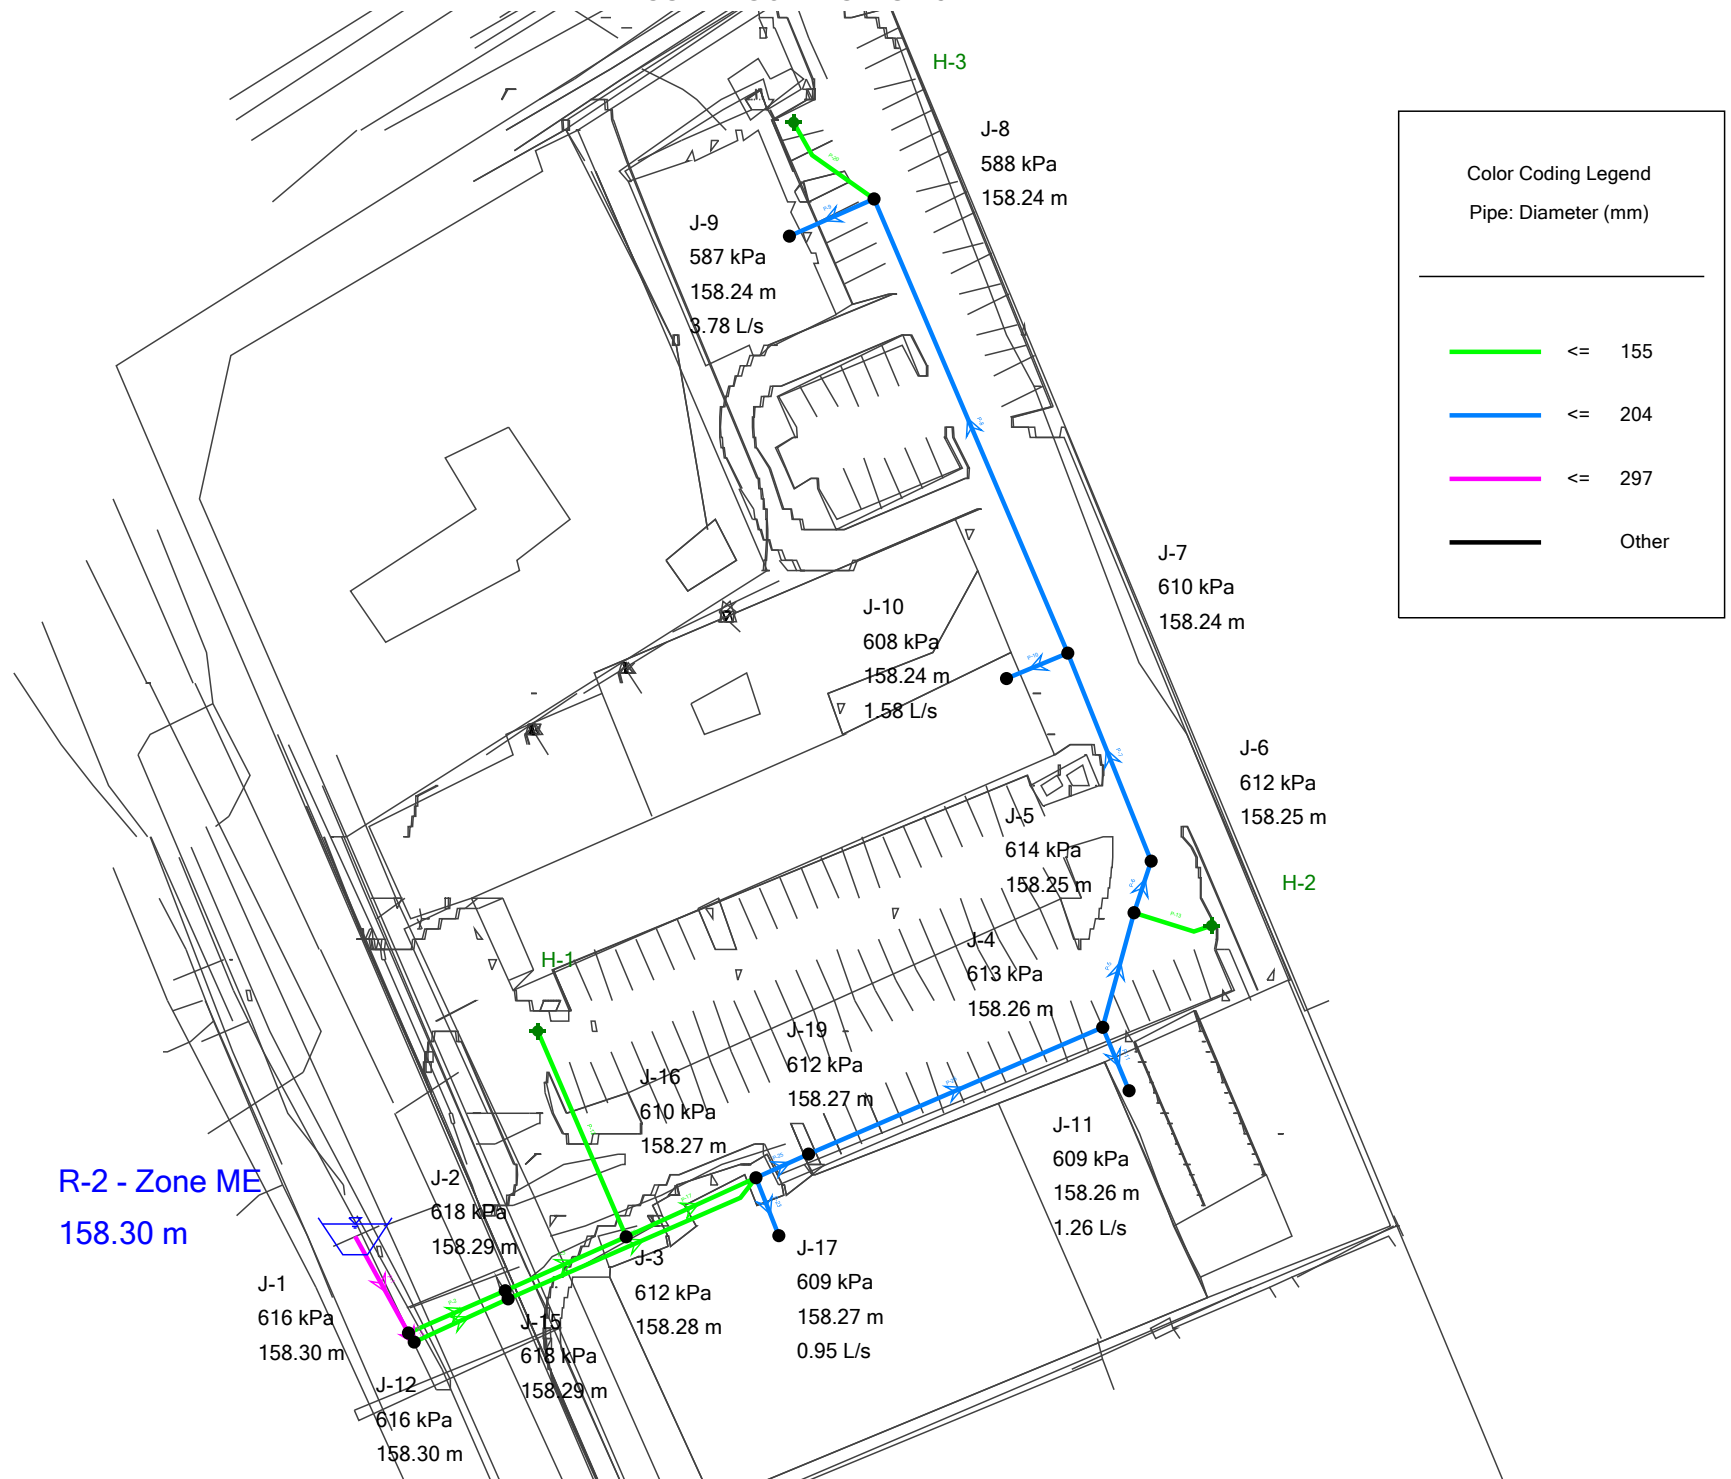 H-3
J-8
588 kPa
158.24 m
Color Coding Legend
Pipe: Diameter (mm)
<= 155
<= 204
<= 297
Other
J-9
587 kPa
158.24 m
3.78 L/s
J-7
610 kPa
158.24 m
J-10
608 kPa
158.24 m
1.58 L/s
J-6
612 kPa
158.25 m
J-5
614 kPa
158.25 m
H-2
J-4
613 kPa
158.26 m
H-1
J-19
612 kPa
158.27 m
J-16
610 kPa
158.27 m
J-11
609 kPa
158.26 m
1.26 L/s
R-2 - Zone ME
158.30 m
J-2
618 kPa
158.29 m
J-17
609 kPa
158.27 m
0.95 L/s
J-3
612 kPa
158.28 m
J-1
616 kPa
158.30 m
J-15
618 kPa
158.29 m
J-12
616 kPa
158.30 m